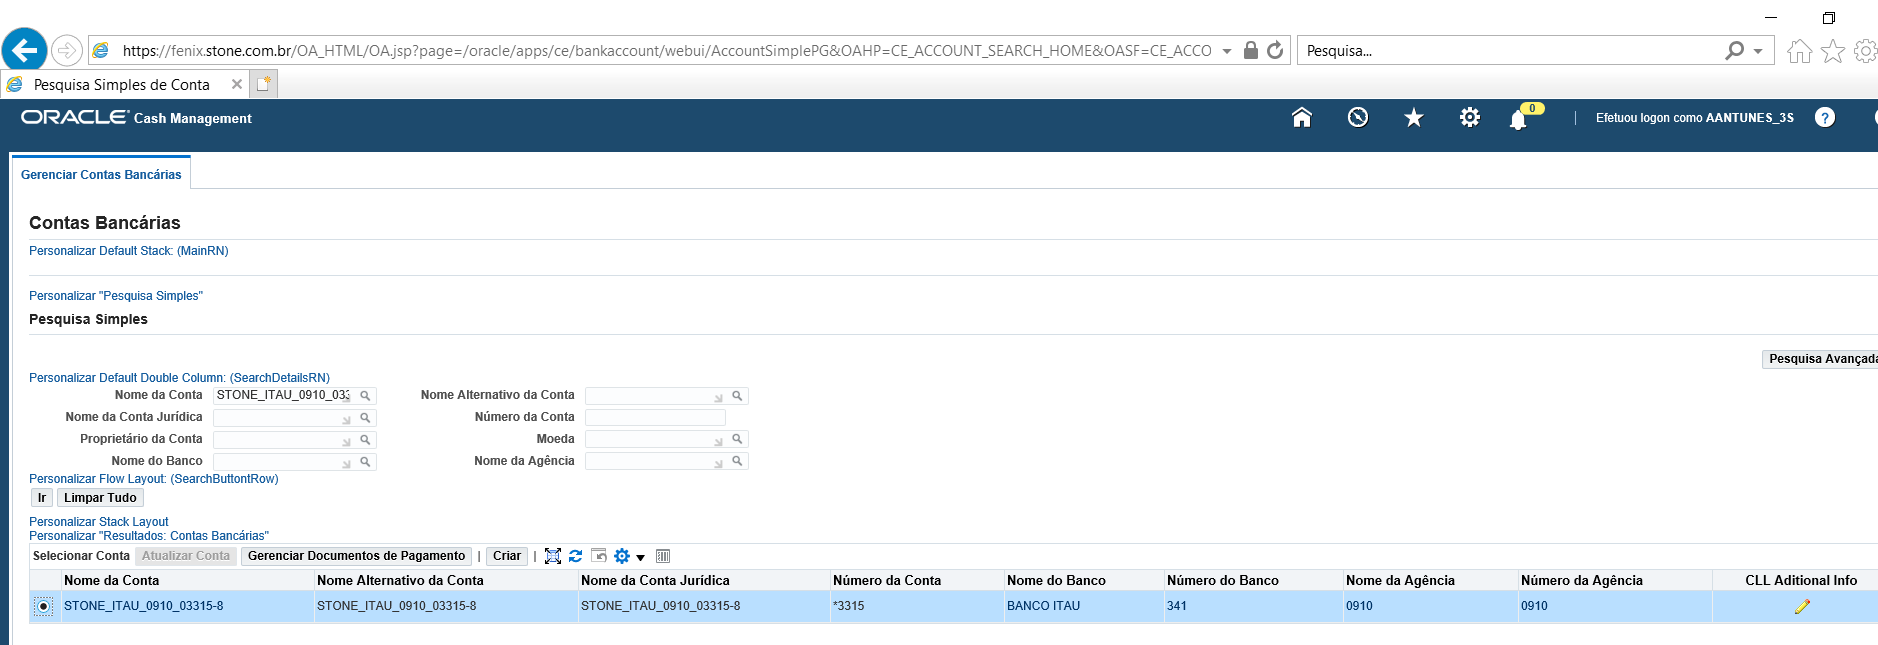 https://fenix.stone.com.br/OA_HTML/OA.jsp?page=/oracle/apps/ce/bankaccount/webui/AccountSimplePG&OAHP=CE_ACCOUNT_SEARCH_HOME&OASF=CE_ACCO
Pesquisa...
Pesquisa Simples de Conta
ORACLE Cash Management
0
Efetuou logon como AANTUNES_3S
?
Gerenciar Contas Bancárias
Contas Bancárias
Personalizar Default Stack: (MainRN)
Personalizar "Pesquisa Simples"
Pesquisa Simples
Pesquisa Avançada
Personalizar Default Double Column: (SearchDetailsRN)
Nome da Conta STONE_ITAU_0910_033 Nome Alternativo da Conta
Nome da Conta Jurídica Número da Conta
Proprietário da Conta Moeda
Nome do Banco Nome da Agência
Personalizar Flow Layout: (SearchButtontRow)
Ir Limpar Tudo
Personalizar Stack Layout
Personalizar "Resultados: Contas Bancárias"
Selecionar Conta Atualizar Conta Gerenciar Documentos de Pagamento | Criar |
Nome da Conta Nome Alternativo da Conta Nome da Conta Jurídica Número da Conta Nome do Banco Número do Banco Nome da Agência Número da Agência CLL Aditional Info
STONE_ITAU_0910_03315-8 STONE_ITAU_0910_03315-8 STONE_ITAU_0910_03315-8 *3315 BANCO ITAU 341 0910 0910